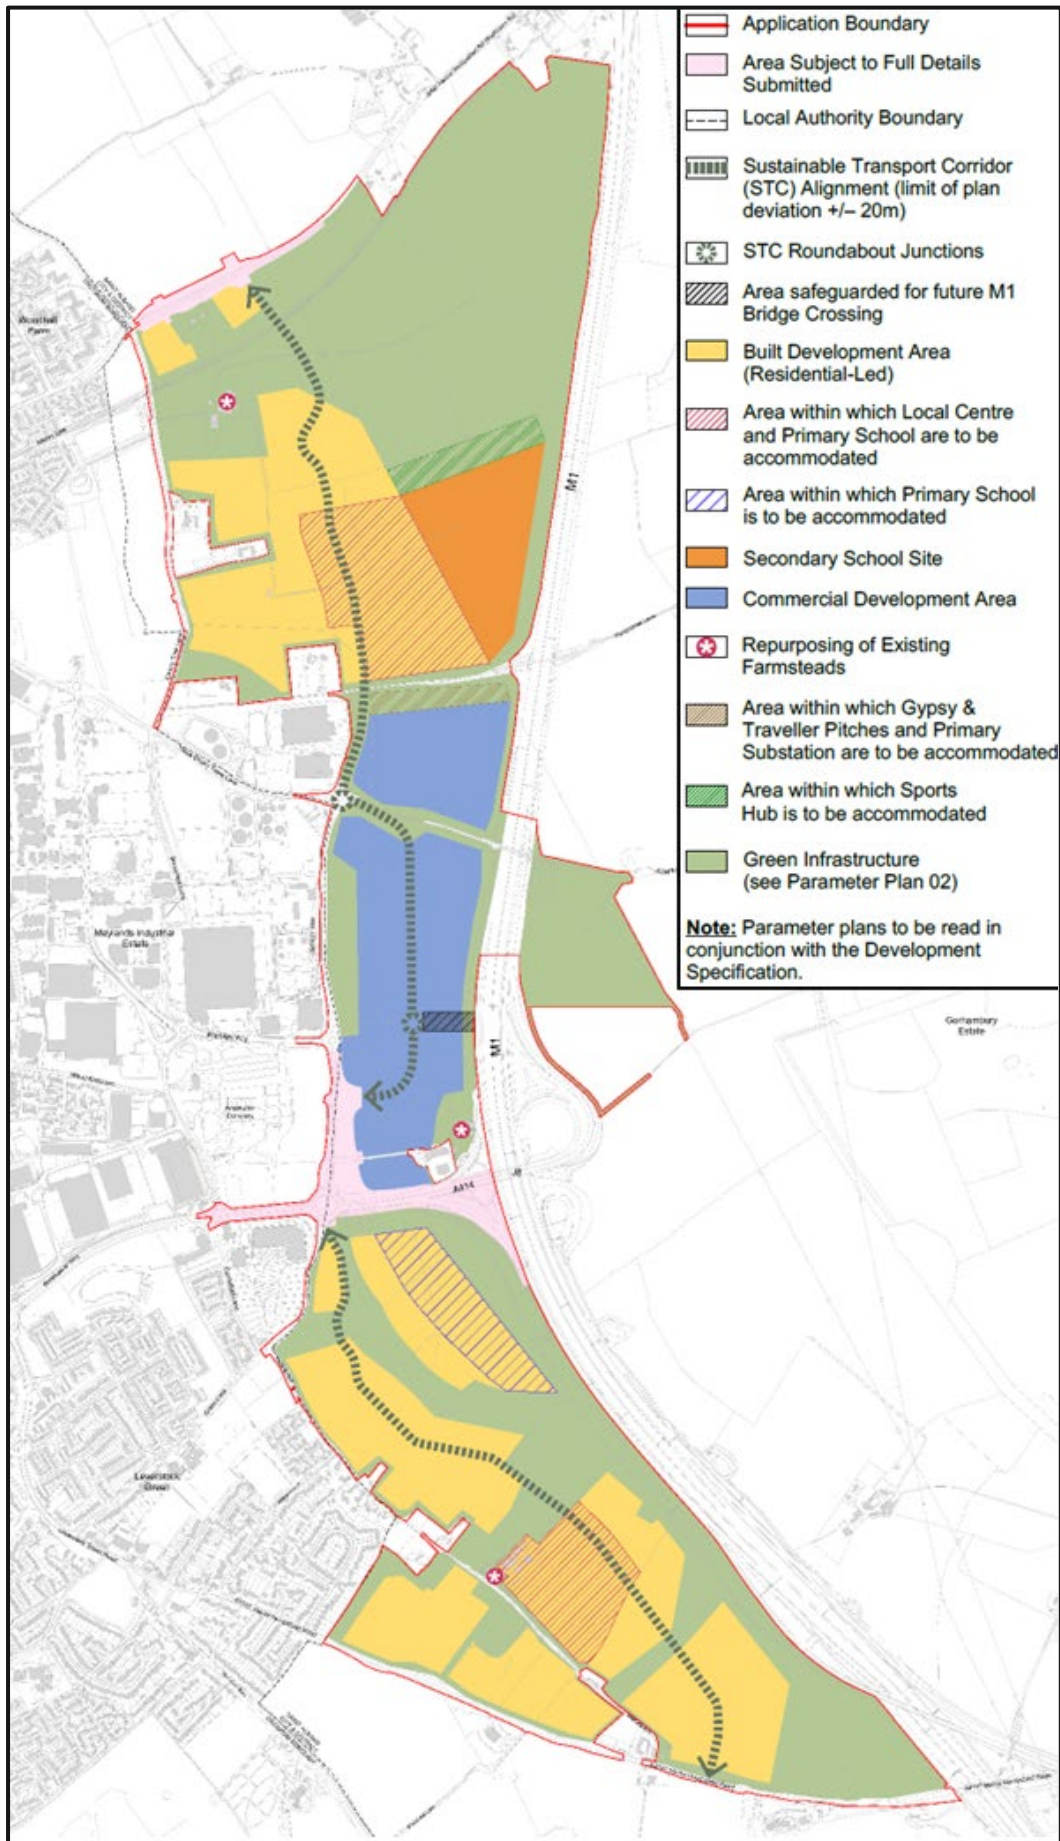 Application Boundary
Area Subject to Full Details
Submitted
Local Authority Boundary
Sustainable Transport Corridor
(STC) Alignment (limit of plan
deviation +/– 20m)
STC Roundabout Junctions
Area safeguarded for future M1
Bridge Crossing
Built Development Area
(Residential-Led)
Area within which Local Centre
and Primary School are to be
accommodated
Area within which Primary School
is to be accommodated
Secondary School Site
Commercial Development Area
Repurposing of Existing
Farmsteads
Area within which Gypsy &
Traveller Pitches and Primary
Substation are to be accommodated
Area within which Sports
Hub is to be accommodated
Green Infrastructure
(see Parameter Plan 02)
Note: Parameter plans to be read in
conjunction with the Development
Specification.
Woodhall
Farm
M1
Maylands Industrial
Estate
M1
Gorhambury
Estate
J8
A414
Leverstock
Green